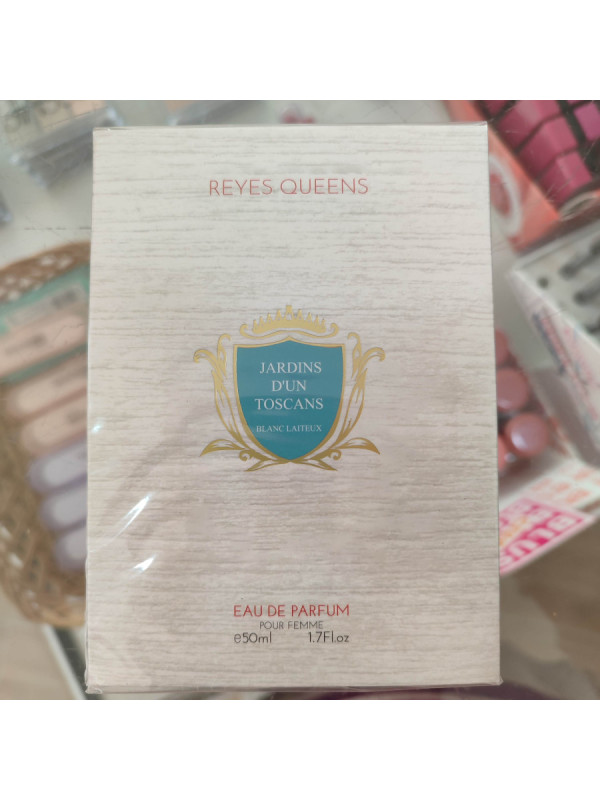 REYES QUEENS
JARDINS
D'UN
TOSCANS
BLANC LAITEUX
EAU DE PARFUM
POUR FEMME
e50ml 1.7Fl.oz